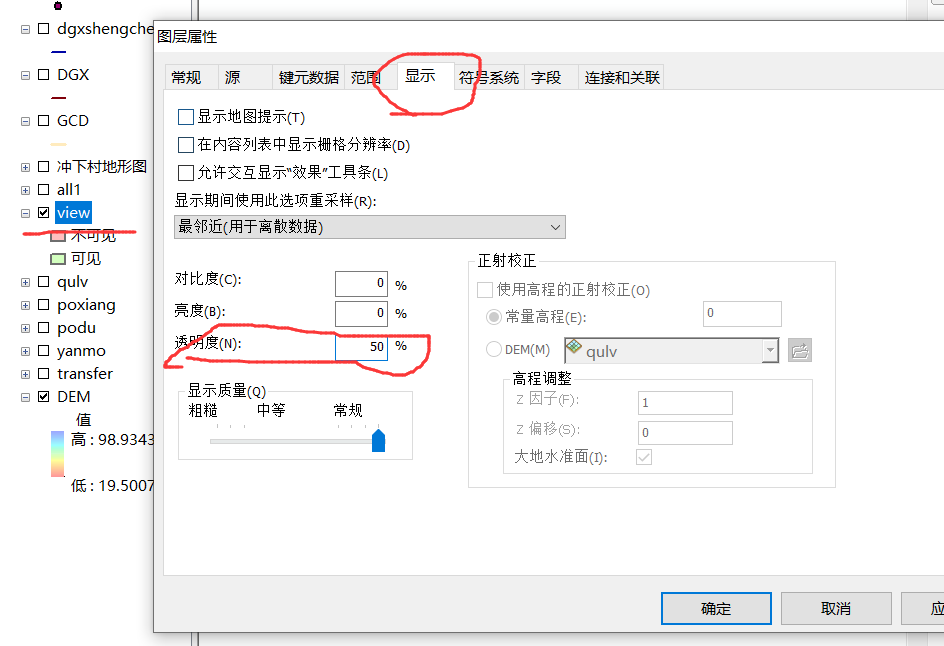 dgxshengche
图层属性
DGX
GCD
冲下村地形图
all1
view
不可见
可见
qulv
poxiang
podu
yanmo
transfer
DEM
值
高 : 98.9343
低 : 19.5007
常规 源 键元数据 范围 显示 符号系统 字段 连接和关联
显示地图提示(T)
在内容列表中显示栅格分辨率(D)
允许交互显示“效果”工具条(L)
显示期间使用此选项重采样(R):
最邻近(用于离散数据)
对比度(C): 0 %
亮度(B): 0 %
透明度(N): 50 %
显示质量(Q)
粗糙 中等 常规
正射校正
使用高程的正射校正(O)
常量高程(E): 0
DEM(M) qulv
高程调整
Z 因子(F): 1
Z 偏移(S): 0
大地水准面(I):
确定 取消 应